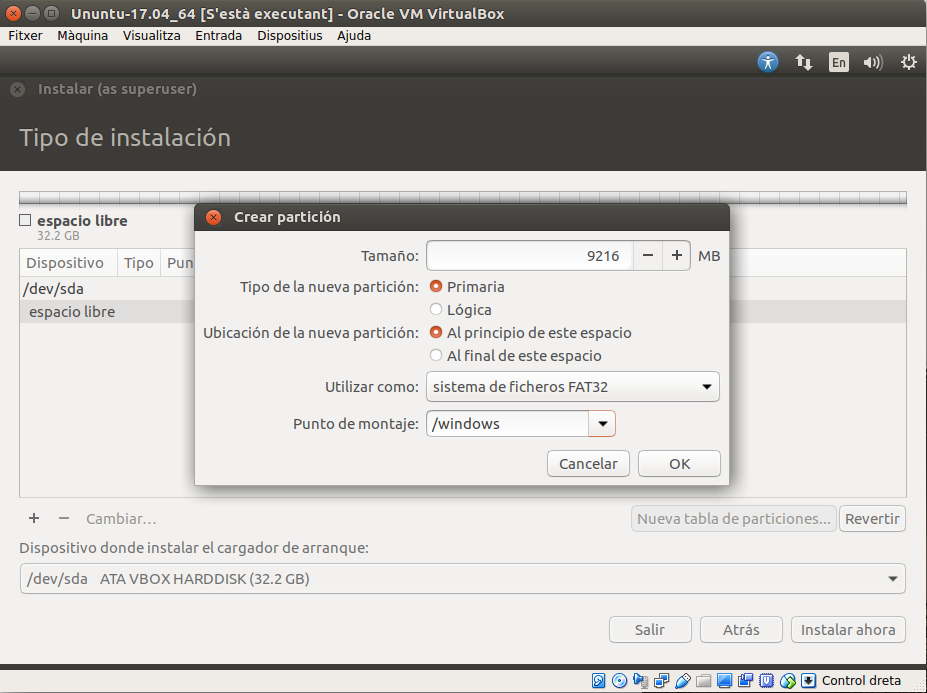 Ununtu-17.04_64 [S'està executant] - Oracle VM VirtualBox
Fitxer Màquina Visualitza Entrada Dispositius Ajuda
En
Instalar (as superuser)
Tipo de instalación
espacio libre
32.2 GB
Dispositivo Tipo Pun
/dev/sda
espacio libre
Crear partición
Tamaño: 9216 MB
Tipo de la nueva partición: Primaria
Lógica
Ubicación de la nueva partición: Al principio de este espacio
Al final de este espacio
Utilizar como: sistema de ficheros FAT32
Punto de montaje: /windows
Cancelar OK
+ − Cambiar... Nueva tabla de particiones... Revertir
Dispositivo donde instalar el cargador de arranque:
/dev/sda ATA VBOX HARDDISK (32.2 GB)
Salir Atrás Instalar ahora
Control dreta